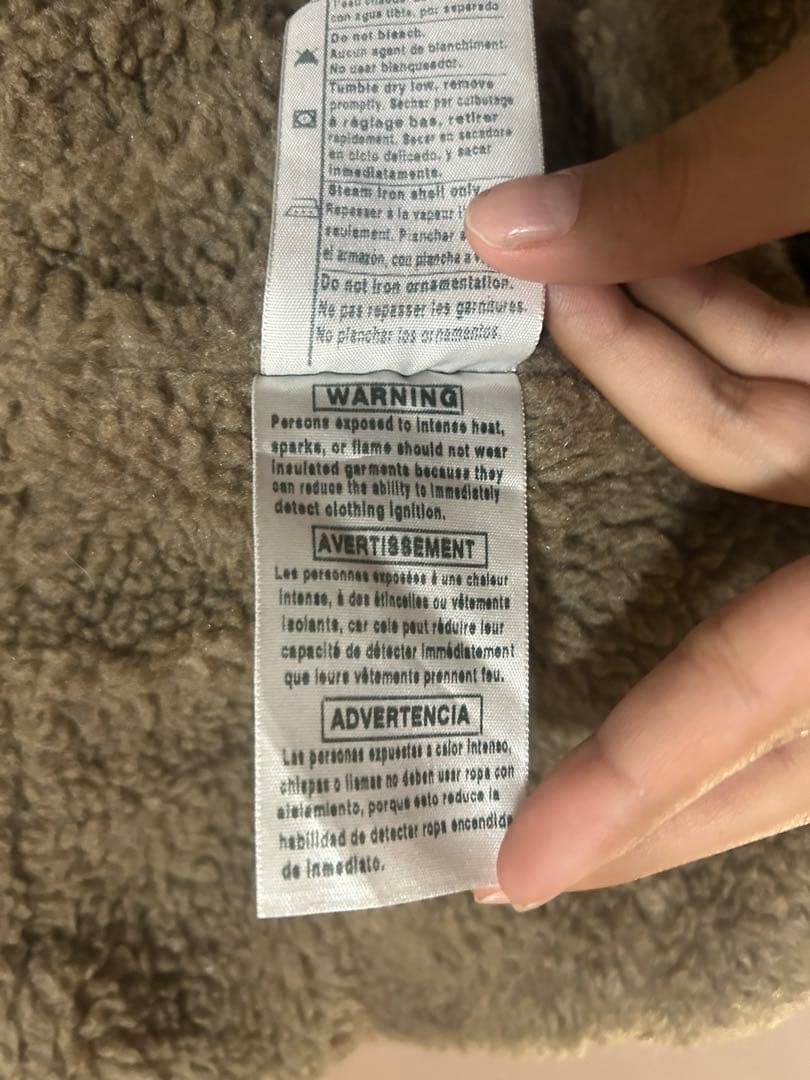 con agua tibia, por separado
Do not bleach.
Aucun agent de blanchiment.
No usar blanqueador.
Tumble dry low, remove
promptly. Sécher par culbutage
à réglage bas, retirer
rapidement. Secar en secadora
en ciclo delicado, y sacar
inmediatamente.
Steam iron shell only
Repasser à la vapeur
seulement. Planchar
el armazón, con plancha a
Do not iron ornamentation.
Ne pas repasser les garnitures.
No planchar los ornamentos.
WARNING
Persons exposed to intense heat,
sparks, or flame should not wear
insulated garments because they
can reduce the ability to immediately
detect clothing ignition.
AVERTISSEMENT
Les personnes exposées à une chaleur
intense, à des étincelles ou vêtements
isolants, car cela peut réduire leur
capacité de détecter immédiatement
que leurs vêtements prennent feu.
ADVERTENCIA
Las personas expuestas a calor intenso,
chispas o llamas no deben usar ropa con
aislamiento, porque esto reduce la
habilidad de detectar ropa encendida
de inmediato.